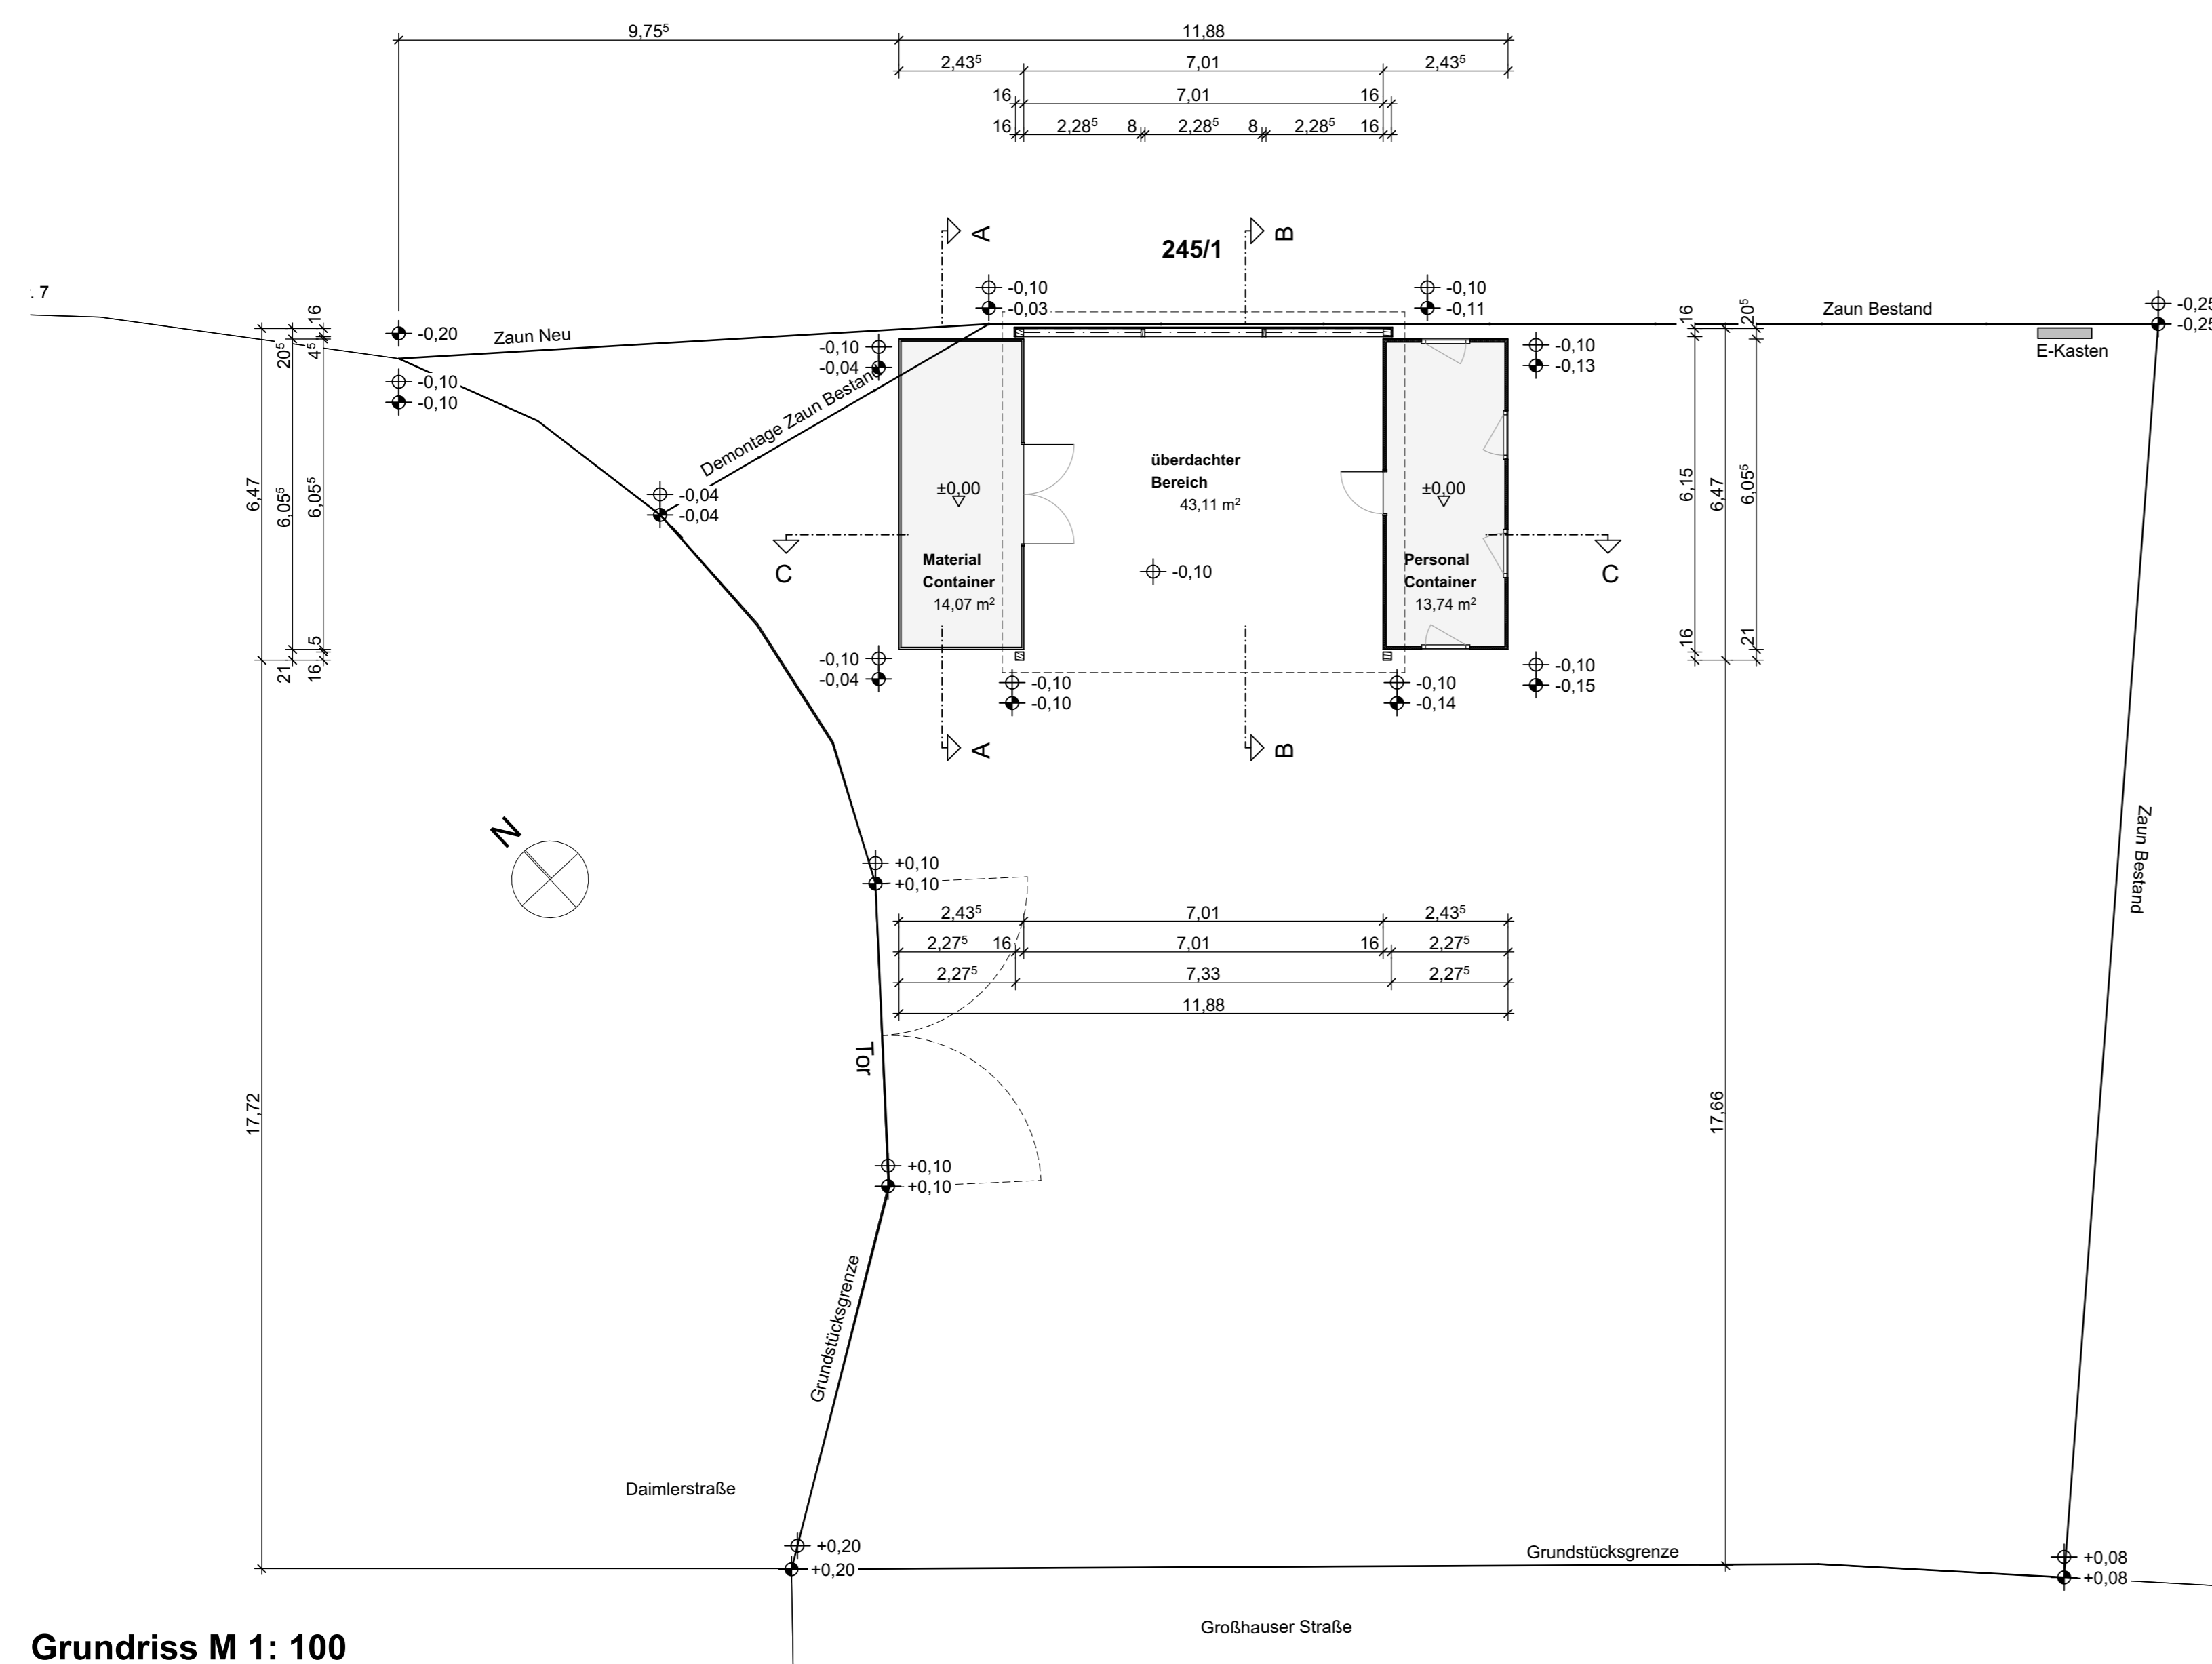 9,75⁵ 11,88
2,43⁵ 7,01 2,43⁵
16 7,01 16
16 2,28⁵ 8 2,28⁵ 8 2,28⁵ 16
A B
245/1
. 7
-0,10 -0,10
-0,03 -0,11
Zaun Bestand
-0,20
Zaun Neu
-0,10
-0,04
-0,10
-0,10
-0,10
-0,13
E-Kasten
16
20⁵
4⁵
16
20⁵
Demontage Zaun Bestand
überdachter
Bereich
43,11 m²
±0,00
±0,00
-0,04
-0,04
6,47
6,05⁵
6,05⁵
6,15
6,47
6,05⁵
C
C
Material
Container
14,07 m²
-0,10
Personal
Container
13,74 m²
21
5
16
16
21
-0,10
-0,04
-0,10
-0,10
-0,10
-0,14
-0,10
-0,15
A B
N
Zaun Bestand
+0,10
+0,10
2,43⁵ 7,01 2,43⁵
2,27⁵ 16 7,01 16 2,27⁵
2,27⁵ 7,33 2,27⁵
11,88
Tor
17,72
17,66
+0,10
+0,10
Grundstücksgrenze
Daimlerstraße
+0,20
+0,20
Grundstücksgrenze
+0,08
+0,08
Großhauser Straße
Grundriss M 1: 100